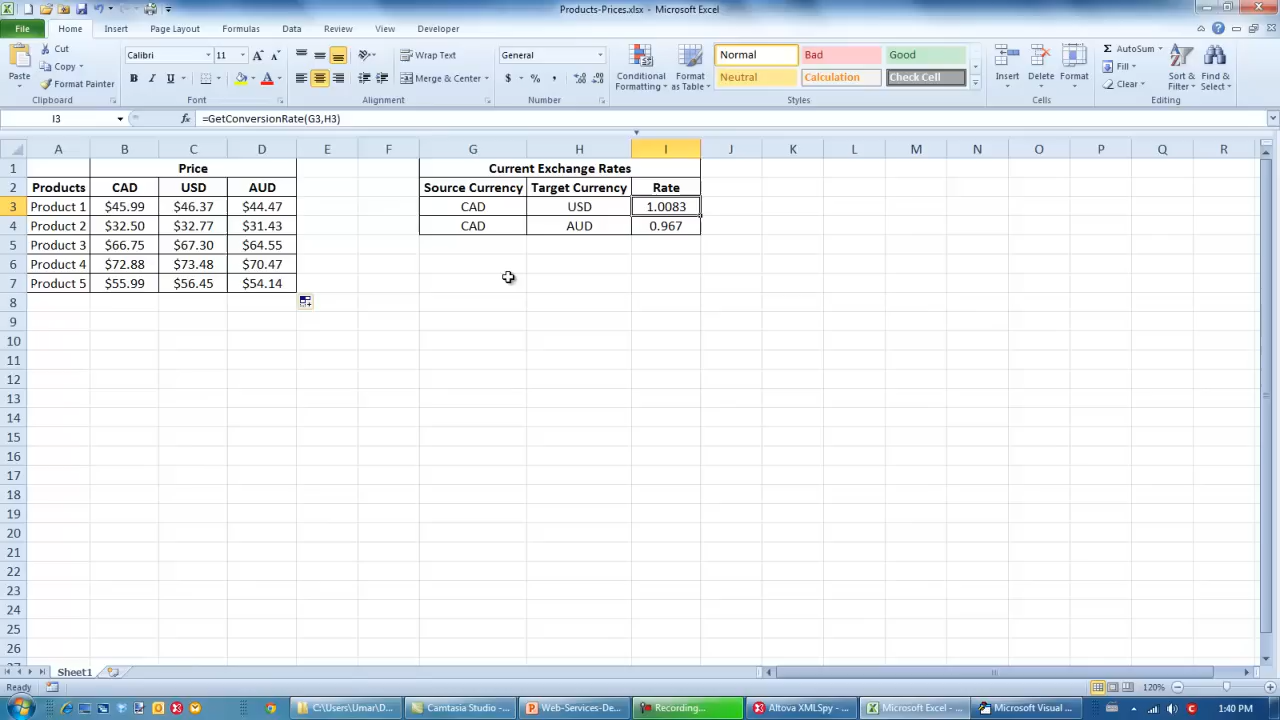 Products-Prices.xlsx - Microsoft Excel
File Home Insert Page Layout Formulas Data Review View Developer
Paste Cut Copy Format Painter Clipboard
Calibri 11 B I U A Font
Wrap Text Merge & Center Alignment
General $ % , Number
Conditional Formatting Format as Table
Normal Bad Good
Neutral Calculation Check Cell
Styles
Insert Delete Format Cells
AutoSum Fill Clear Sort & Filter Find & Select Editing
I3 fx =GetConversionRate(G3,H3)
A B C D E F G H I J K L M N O P Q R
1 Price Current Exchange Rates
2 Products CAD USD AUD Source Currency Target Currency Rate
3 Product 1 $45.99 $46.37 $44.47 CAD USD 1.0083
4 Product 2 $32.50 $32.77 $31.43 CAD AUD 0.967
5 Product 3 $66.75 $67.30 $64.55
6 Product 4 $72.88 $73.48 $70.47
7 Product 5 $55.99 $56.45 $54.14
8
9
10
11
12
13
14
15
16
17
18
19
20
21
22
23
24
25
26
Sheet1
Ready 120%
C:\Users\Umar\D... Camtasia Studio -... Web-Services-De... Recording... Altova XMLSpy -... Microsoft Excel -... Microsoft Visual ... 1:40 PM